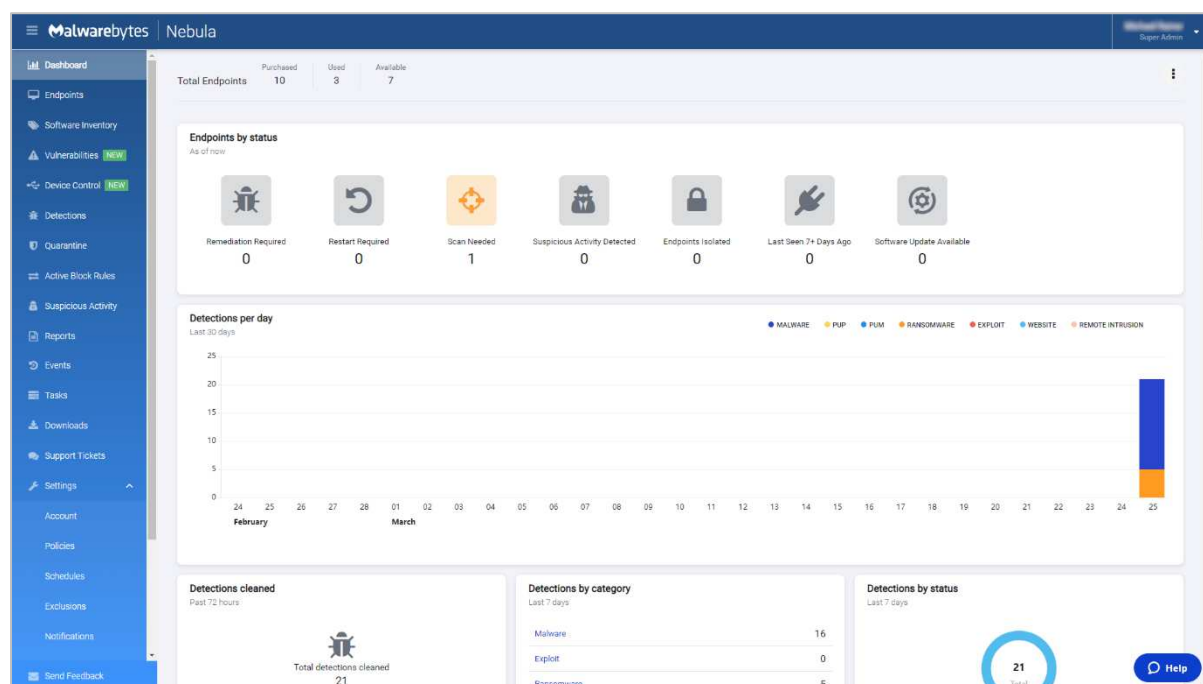 Malwarebytes | Nebula
Super Admin
Dashboard
Endpoints
Software Inventory
Vulnerabilities NEW
Device Control NEW
Detections
Quarantine
Active Block Rules
Suspicious Activity
Reports
Events
Tasks
Downloads
Support Tickets
Settings
Account
Policies
Schedules
Exclusions
Notifications
Send Feedback
Purchased Used Available
Total Endpoints 10 3 7
Endpoints by status
As of now
Remediation Required Restart Required Scan Needed Suspicious Activity Detected Endpoints Isolated Last Seen 7+ Days Ago Software Update Available
0 0 1 0 0 0 0
Detections per day
Last 30 days
MALWARE PUP PUM RANSOMWARE EXPLOIT WEBSITE REMOTE INTRUSION
25
20
15
10
5
0
24 25 26 27 28 01 02 03 04 05 06 07 08 09 10 11 12 13 14 15 16 17 18 19 20 21 22 23 24 25
February March
Detections cleaned
Past 72 hours
Total detections cleaned
21
Detections by category
Last 7 days
Malware 16
Exploit 0
Ransomware 5
Detections by status
Last 7 days
21
Total
Help